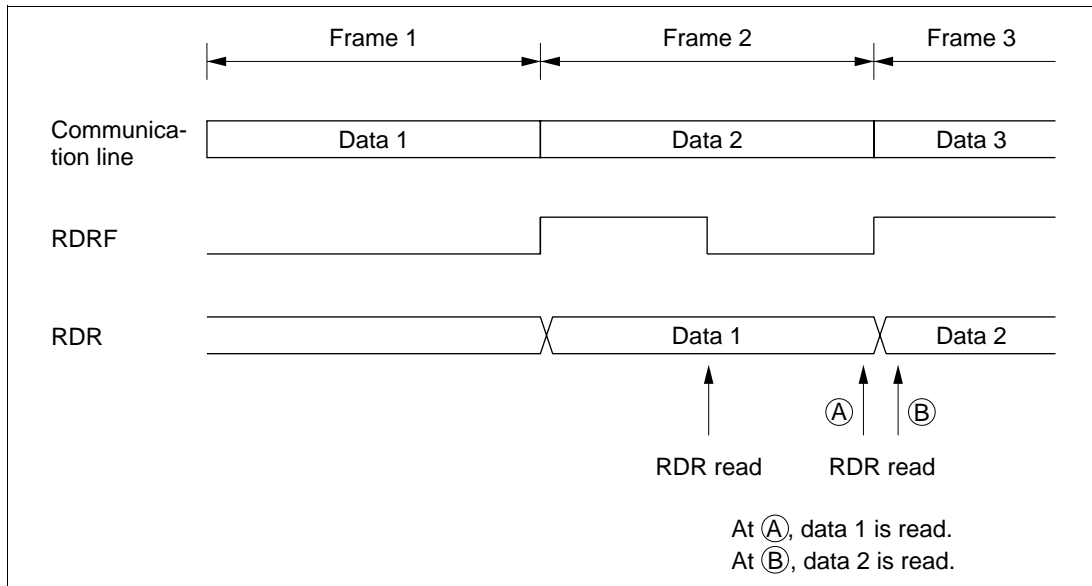 Frame 1 Frame 2 Frame 3
Communica-
tion line
Data 1 Data 2 Data 3
RDRF
RDR Data 1 Data 2
Ⓐ Ⓑ
RDR read RDR read
At Ⓐ, data 1 is read.
At Ⓑ, data 2 is read.